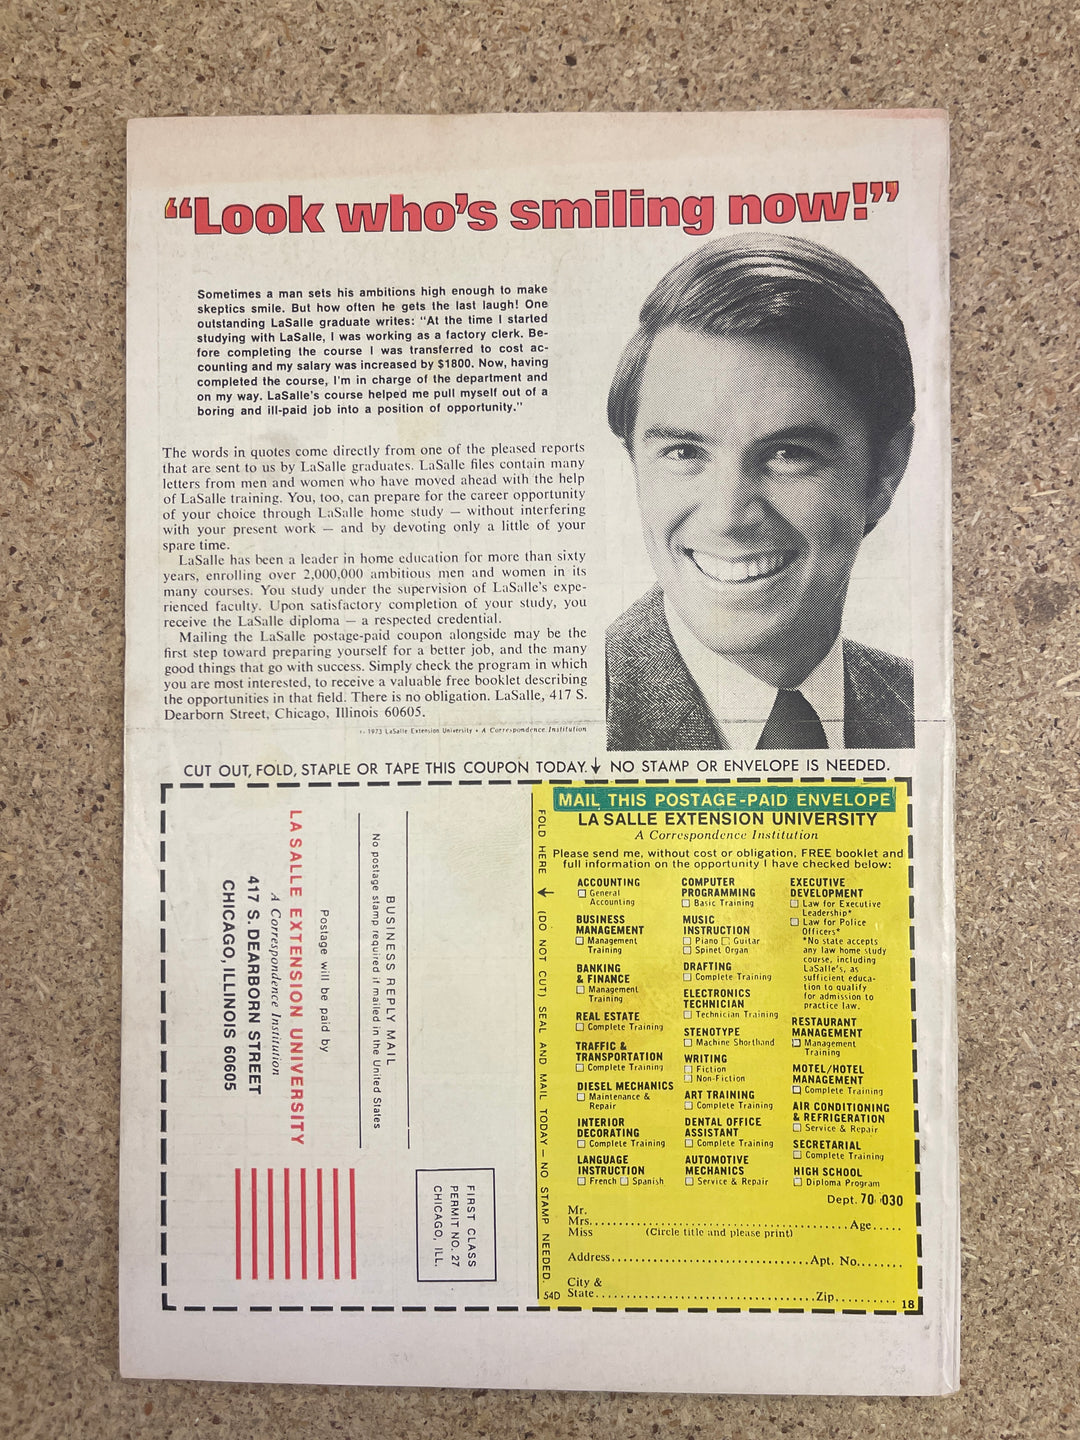 “Look who’s smiling now!”
Sometimes a man sets his ambitions high enough to make
skeptics smile. But how often he gets the last laugh! One
outstanding LaSalle graduate writes: “At the time I started
studying with LaSalle, I was working as a factory clerk. Be-
fore completing the course I was transferred to cost ac-
counting and my salary was increased by $1800. Now, having
completed the course, I’m in charge of the department and
on my way. LaSalle’s course helped me pull myself out of a
boring and ill-paid job into a position of opportunity.”
The words in quotes come directly from one of the pleased reports
that are sent to us by LaSalle graduates. LaSalle files contain many
letters from men and women who have moved ahead with the help
of LaSalle training. You, too, can prepare for the career opportunity
of your choice through LaSalle home study — without interfering
with your present work — and by devoting only a little of your
spare time.
LaSalle has been a leader in home education for more than sixty
years, enrolling over 2,000,000 ambitious men and women in its
many courses. You study under the supervision of LaSalle’s expe-
rienced faculty. Upon satisfactory completion of your study, you
receive the LaSalle diploma — a respected credential.
Mailing the LaSalle postage-paid coupon alongside may be the
first step toward preparing yourself for a better job, and the many
good things that go with success. Simply check the program in which
you are most interested, to receive a valuable free booklet describing
the opportunities in that field. There is no obligation. LaSalle, 417 S.
Dearborn Street, Chicago, Illinois 60605.
© 1973 LaSalle Extension University • A Correspondence Institution
CUT OUT, FOLD, STAPLE OR TAPE THIS COUPON TODAY. NO STAMP OR ENVELOPE IS NEEDED.
FIRST CLASS
PERMIT NO. 27
CHICAGO, ILL.
BUSINESS REPLY MAIL
No postage stamp required if mailed in the United States
Postage will be paid by
LA SALLE EXTENSION UNIVERSITY
A Correspondence Institution
417 S. DEARBORN STREET
CHICAGO, ILLINOIS 60605
FOLD HERE (DO NOT CUT) SEAL AND MAIL TODAY — NO STAMP NEEDED.
54D
MAIL THIS POSTAGE-PAID ENVELOPE
LA SALLE EXTENSION UNIVERSITY
A Correspondence Institution
Please send me, without cost or obligation, FREE booklet and
full information on the opportunity I have checked below:
ACCOUNTING
General
Accounting
BUSINESS
MANAGEMENT
Management
Training
BANKING
& FINANCE
Management
Training
REAL ESTATE
Complete Training
TRAFFIC &
TRANSPORTATION
Complete Training
DIESEL MECHANICS
Maintenance &
Repair
INTERIOR
DECORATING
Complete Training
LANGUAGE
INSTRUCTION
French Spanish
COMPUTER
PROGRAMMING
Basic Training
MUSIC
INSTRUCTION
Piano Guitar
Spinet Organ
DRAFTING
Complete Training
ELECTRONICS
TECHNICIAN
Technician Training
STENOTYPE
Machine Shorthand
WRITING
Fiction
Non-Fiction
ART TRAINING
Complete Training
DENTAL OFFICE
ASSISTANT
Complete Training
AUTOMOTIVE
MECHANICS
Service & Repair
EXECUTIVE
DEVELOPMENT
Law for Executive
Leadership*
Law for Police
Officers*
*No state accepts
any law home study
course, including
LaSalle’s, as
sufficient educa-
tion to qualify
for admission to
practice law.
RESTAURANT
MANAGEMENT
Management
Training
MOTEL/HOTEL
MANAGEMENT
Complete Training
AIR CONDITIONING
& REFRIGERATION
Service & Repair
SECRETARIAL
Complete Training
HIGH SCHOOL
Diploma Program
Dept. 70 030
Mr.
Mrs. Age
Miss (Circle title and please print)
Address Apt. No.
City &
State Zip
18